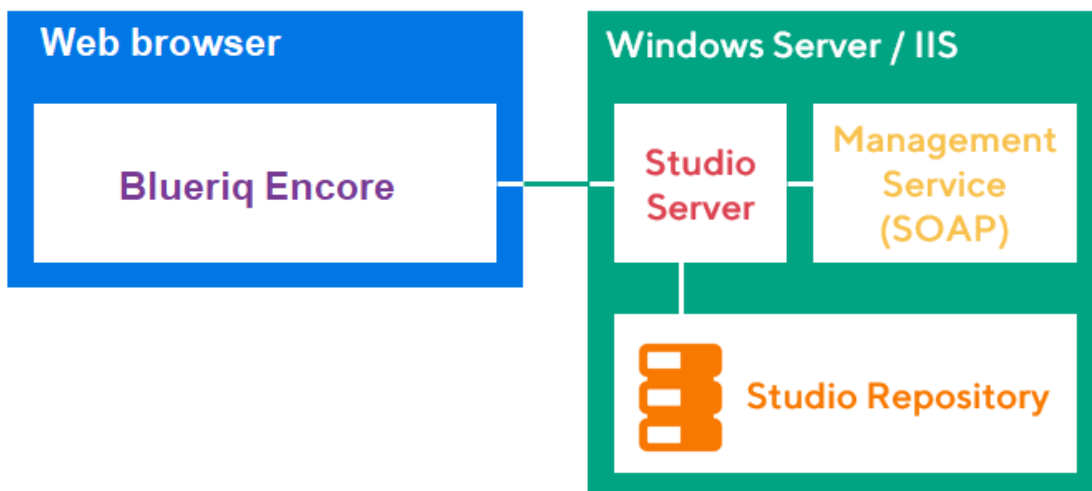 Web browser
Blueriq Encore
Windows Server / IIS
Studio
Server
Management
Service
(SOAP)
Studio Repository